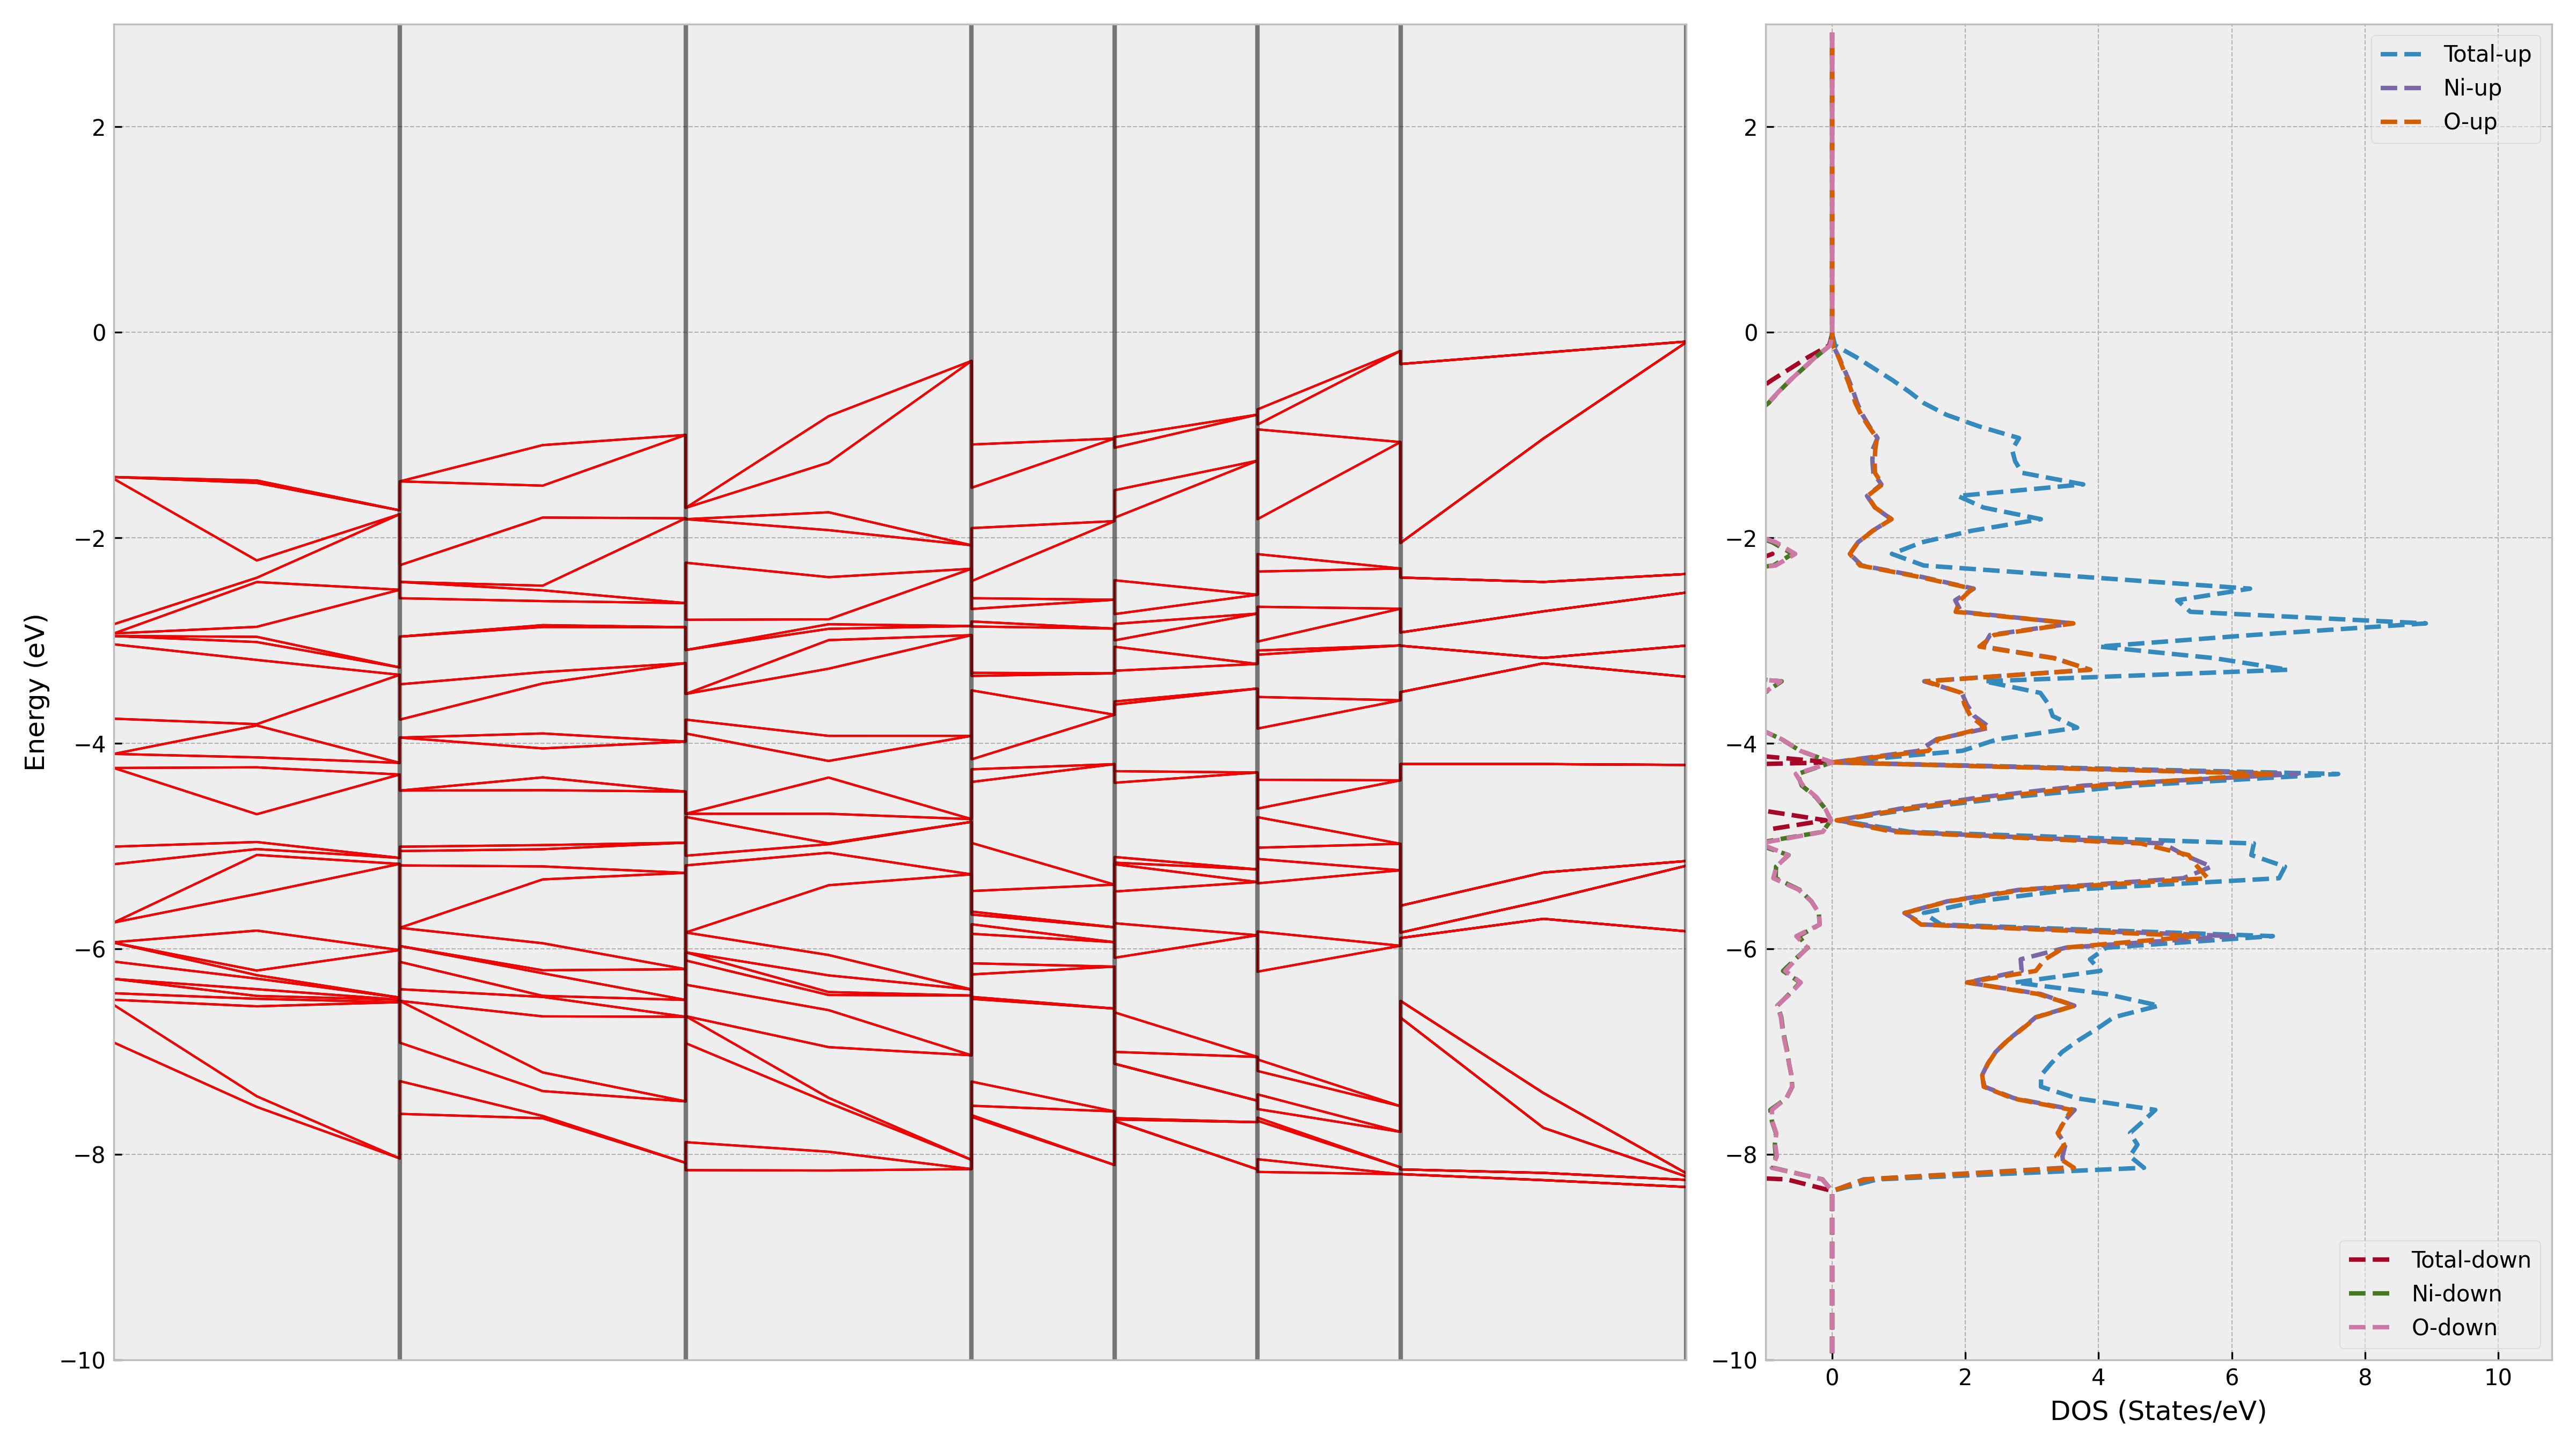 Energy (eV)
2
0
−2
−4
−6
−8
−10
2
0
−2
−4
−6
−8
−10
Total-up
Ni-up
O-up
Total-down
Ni-down
O-down
0 2 4 6 8 10
DOS (States/eV)